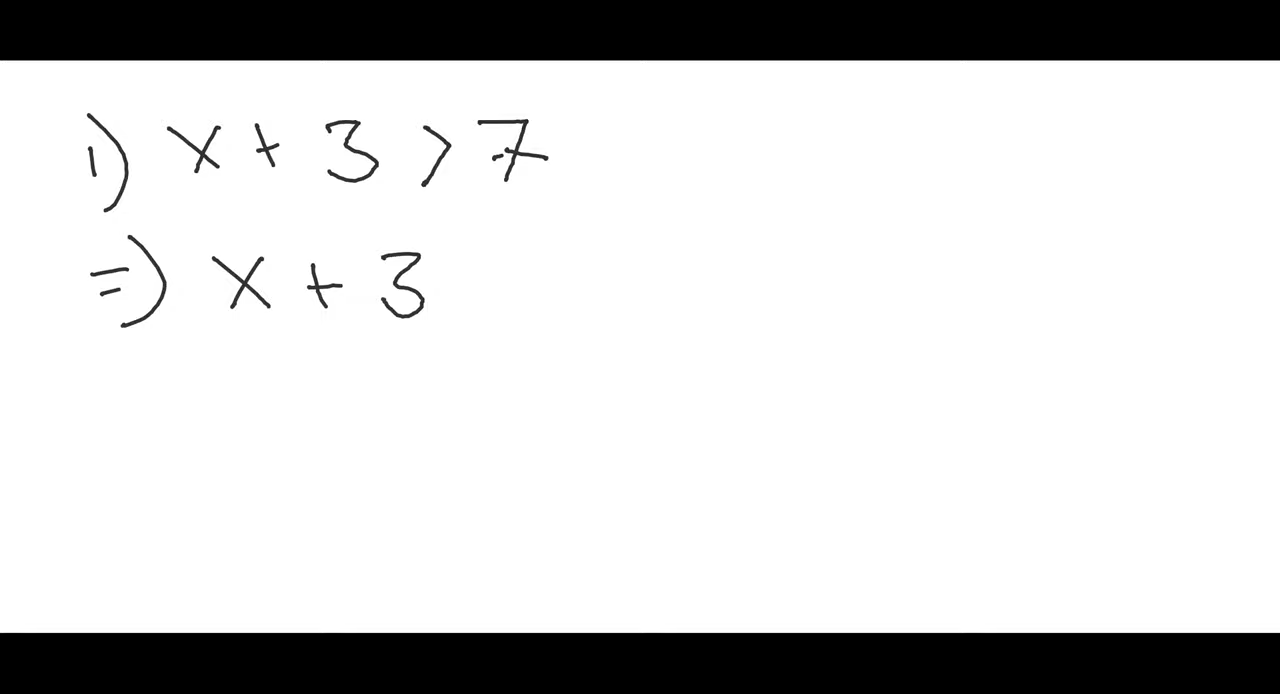 1) x + 3 > 7
=) x + 3